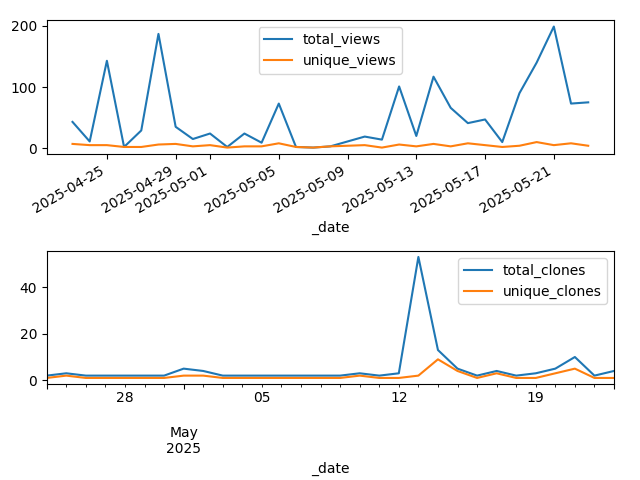 200
100
0
total_views
unique_views
2025-04-25
2025-04-29
2025-05-01
2025-05-05
2025-05-09
2025-05-13
2025-05-17
2025-05-21
_date
40
20
0
total_clones
unique_clones
28
05
12
19
May
2025
_date